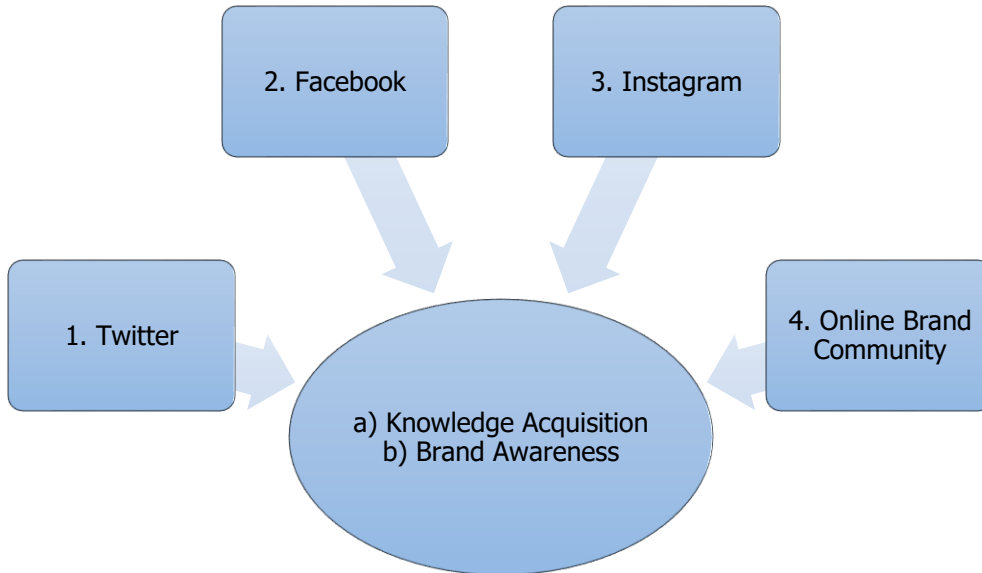 2. Facebook
3. Instagram
1. Twitter
4. Online Brand
Community
a) Knowledge Acquisition
b) Brand Awareness